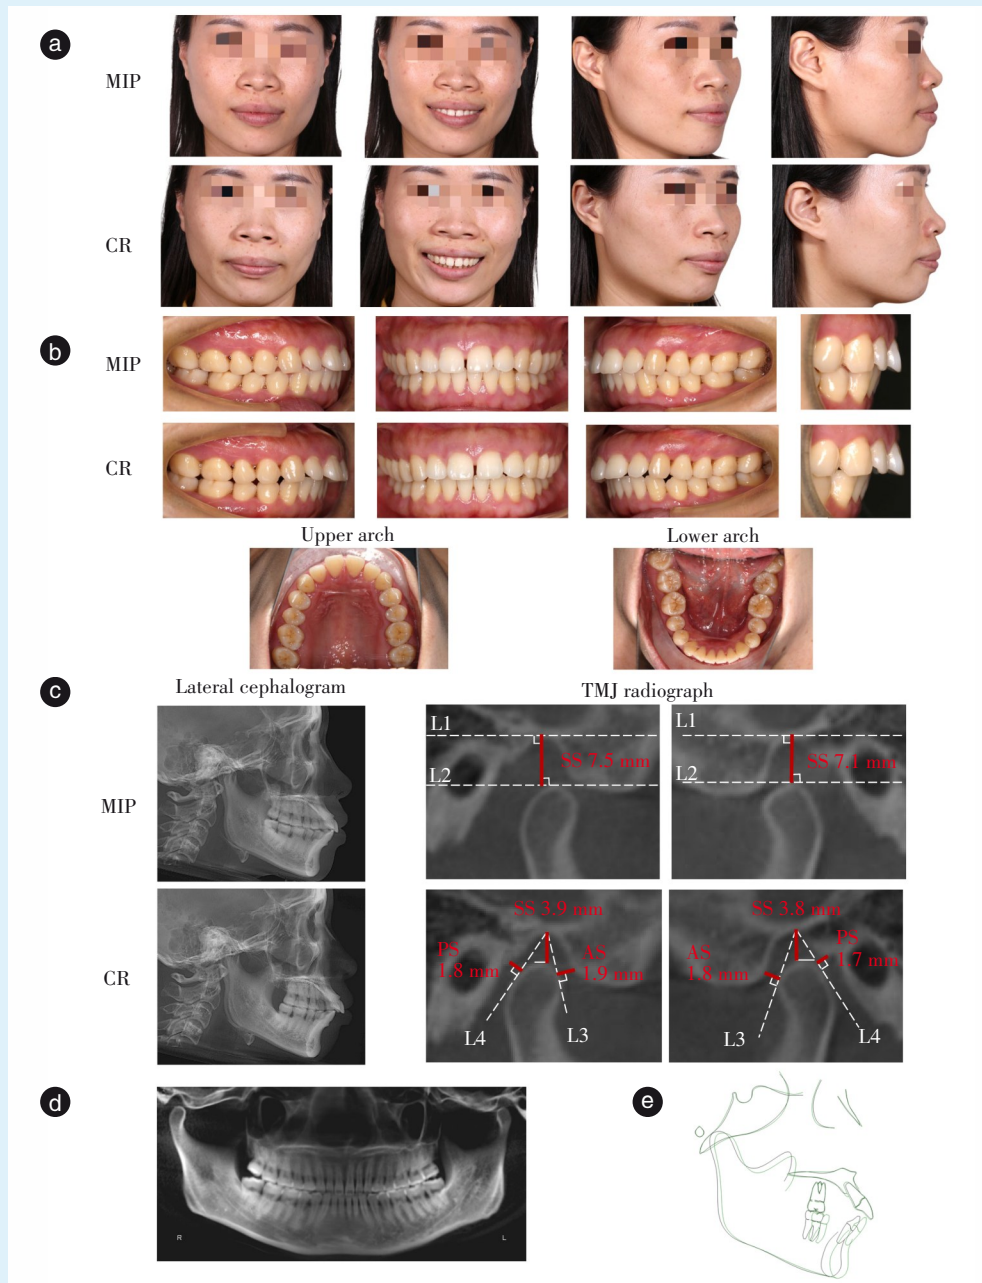 a
MIP
CR
b
MIP
CR
Upper arch
Lower arch
c
Lateral cephalogram
TMJ radiograph
MIP
L1
L2
SS 7.5 mm
L1
L2
SS 7.1 mm
CR
SS 3.9 mm
PS
1.8 mm
AS
1.9 mm
L4
L3
SS 3.8 mm
AS
1.8 mm
PS
1.7 mm
L3
L4
d
R
L
e